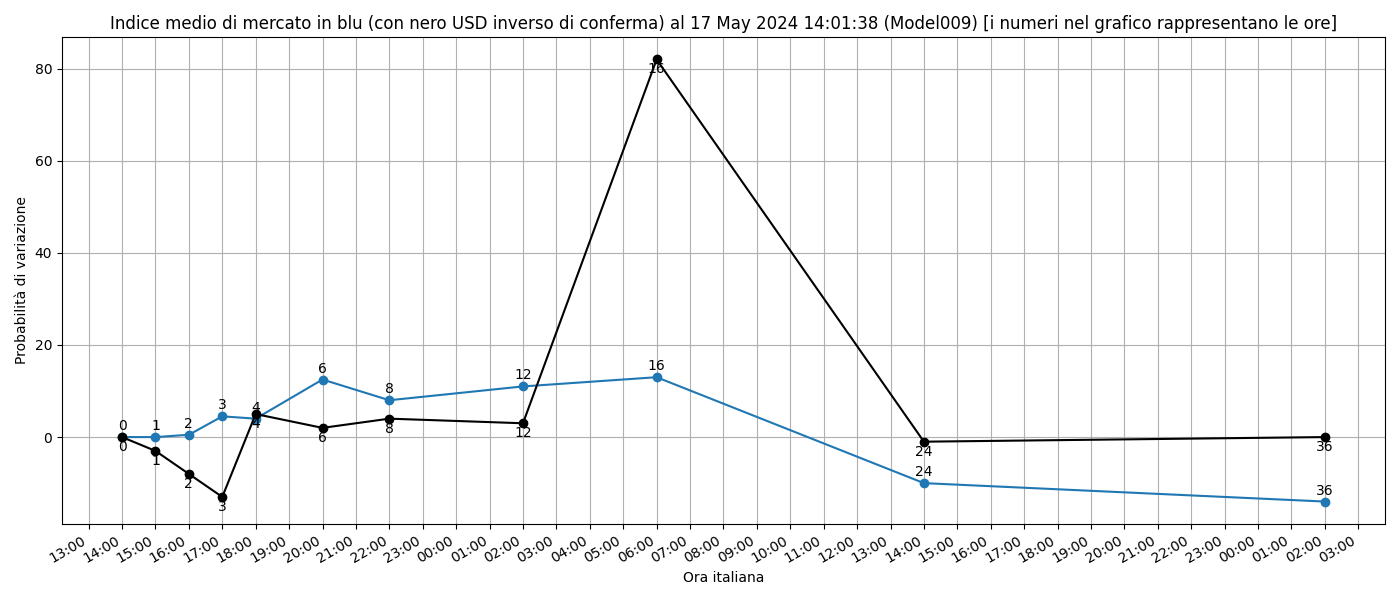 Indice medio di mercato in blu (con nero USD inverso di conferma) al 17 May 2024 14:01:38 (Model009) [i numeri nel grafico rappresentano le ore]
Probabilità di variazione
80
60
40
20
0
0 1 2 3 4 6 8 12 16 24 36
0 1 2 3 4 6 8 12 16 24 36
13:00 14:00 15:00 16:00 17:00 18:00 19:00 20:00 21:00 22:00 23:00 00:00 01:00 02:00 03:00 04:00 05:00 06:00 07:00 08:00 09:00 10:00 11:00 12:00 13:00 14:00 15:00 16:00 17:00 18:00 19:00 20:00 21:00 22:00 23:00 00:00 01:00 02:00 03:00
Ora italiana